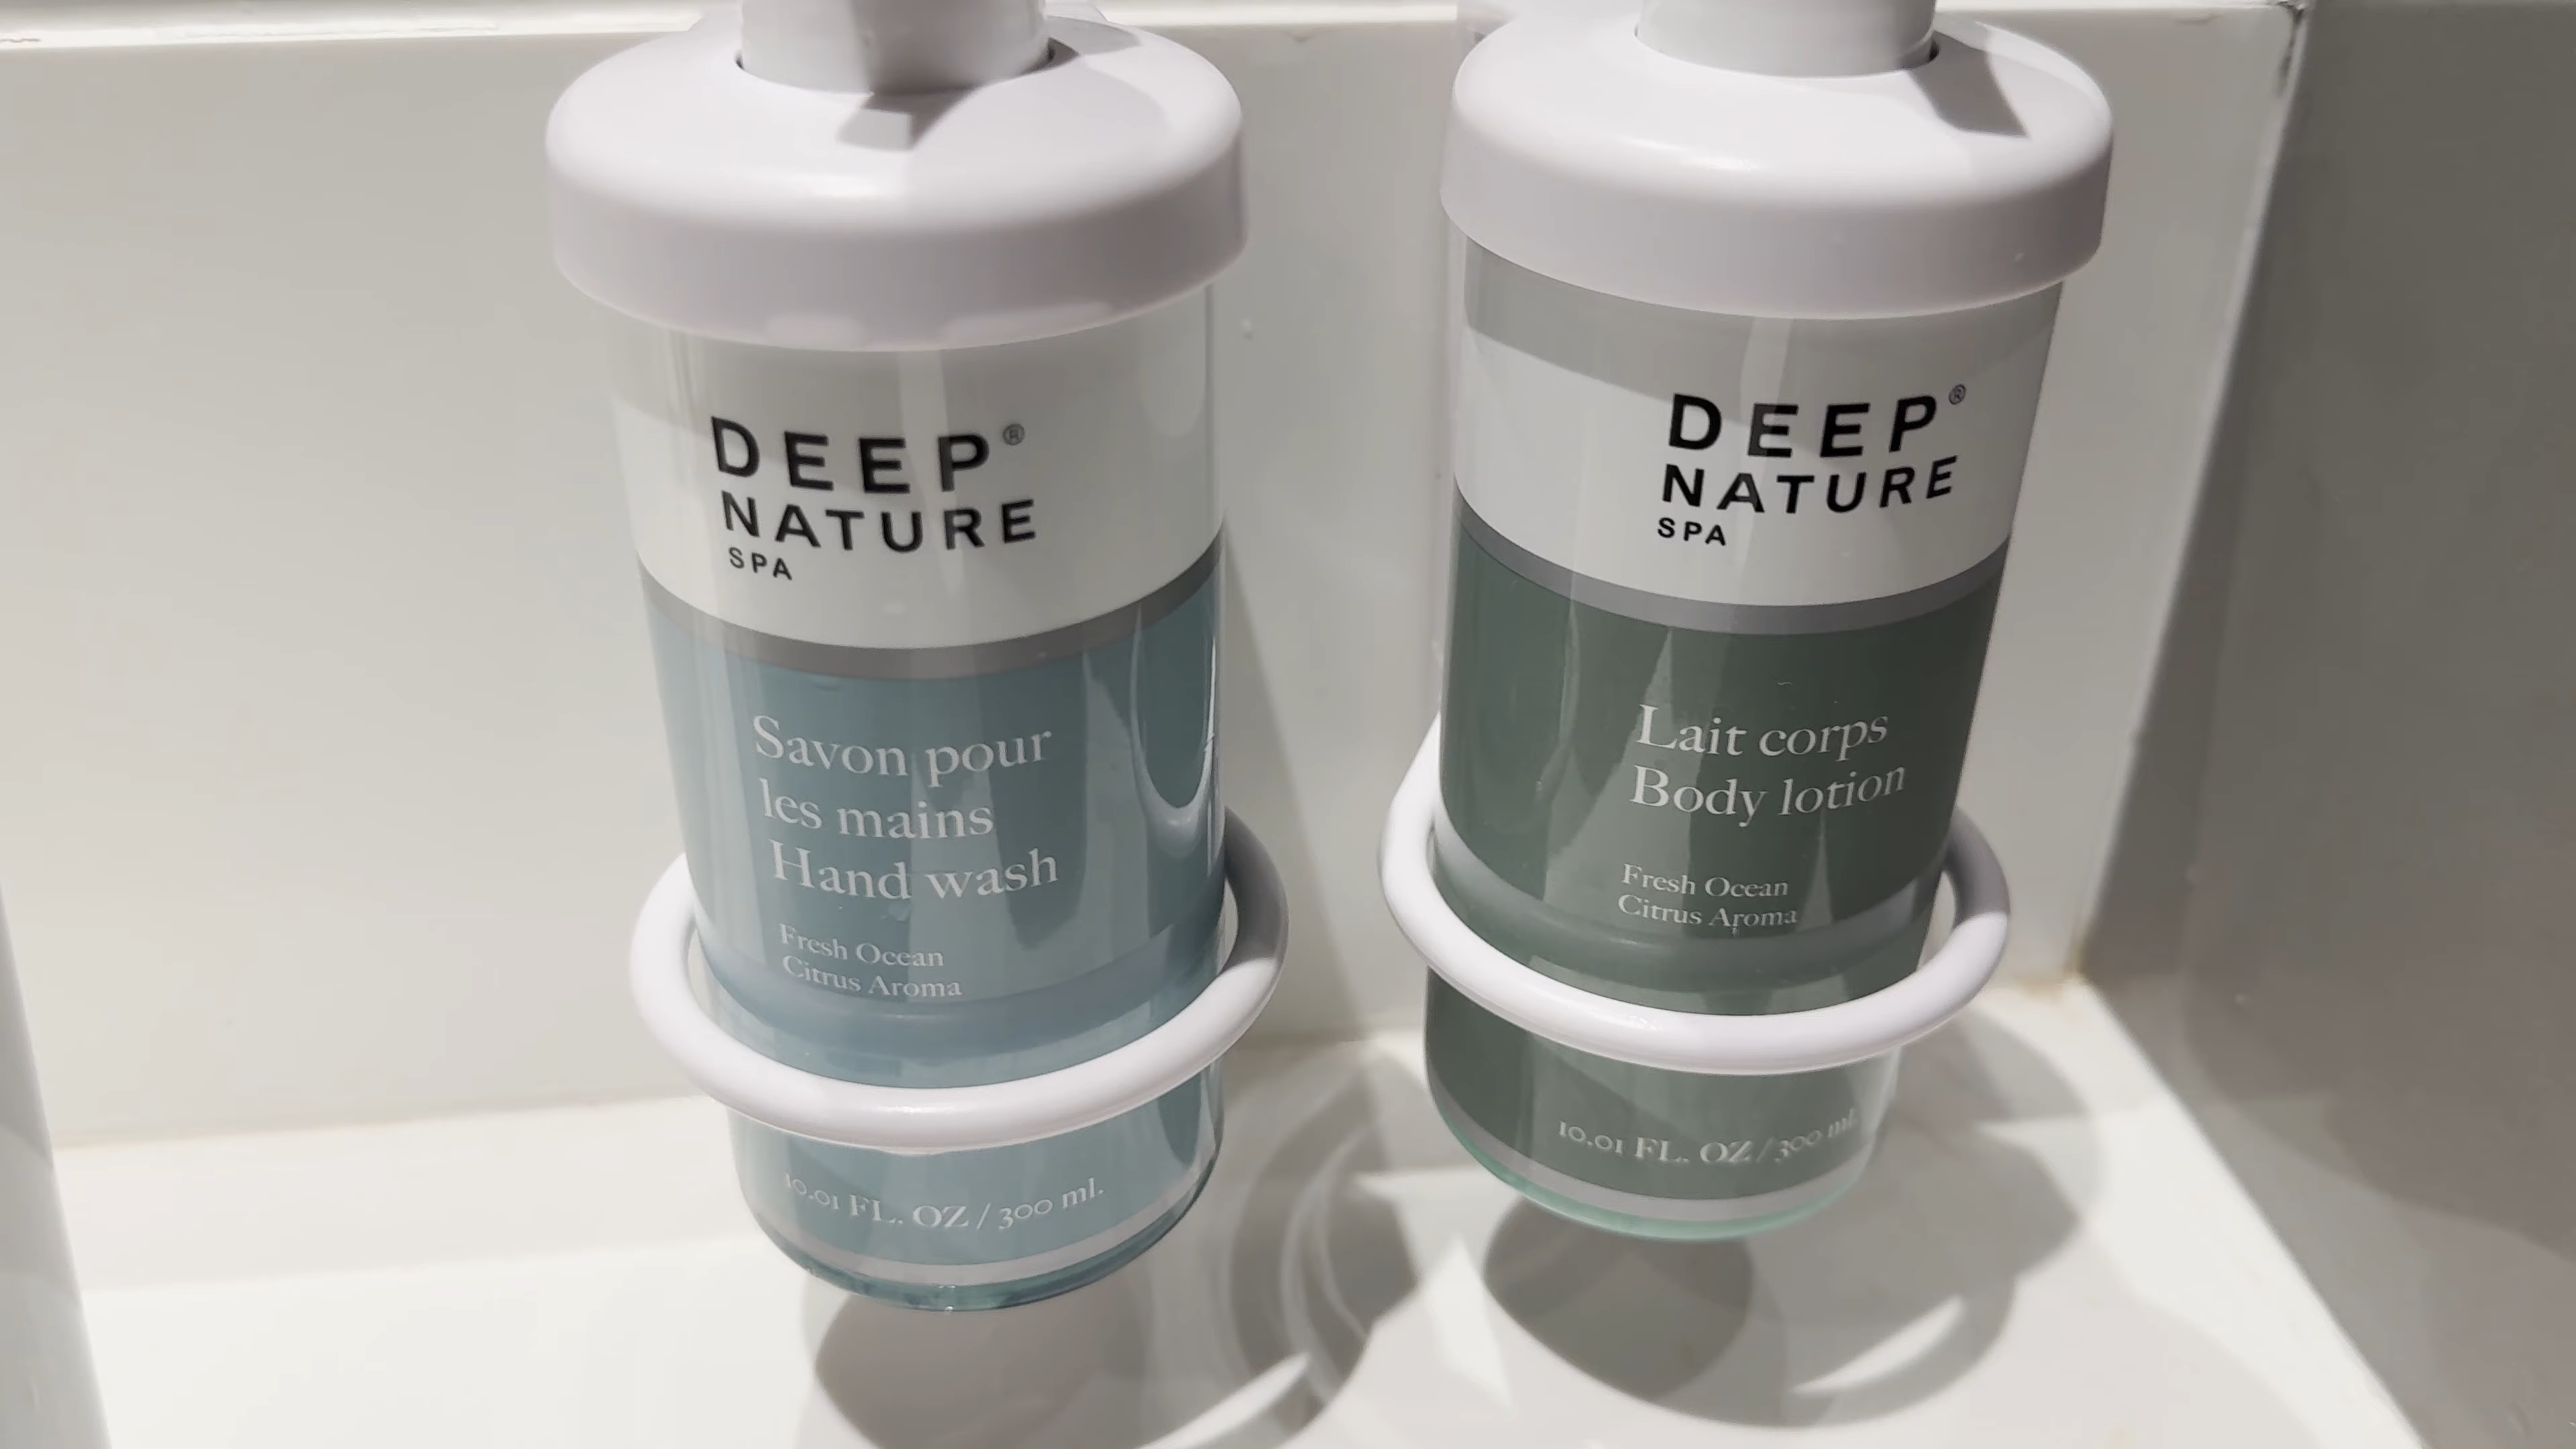 DEEP®
NATURE
SPA
Savon pour
les mains
Hand wash
Fresh Ocean
Citrus Aroma
10.01 FL. OZ / 300 ml.
DEEP®
NATURE
SPA
Lait corps
Body lotion
Fresh Ocean
Citrus Aroma
10.01 FL. OZ / 300 ml.